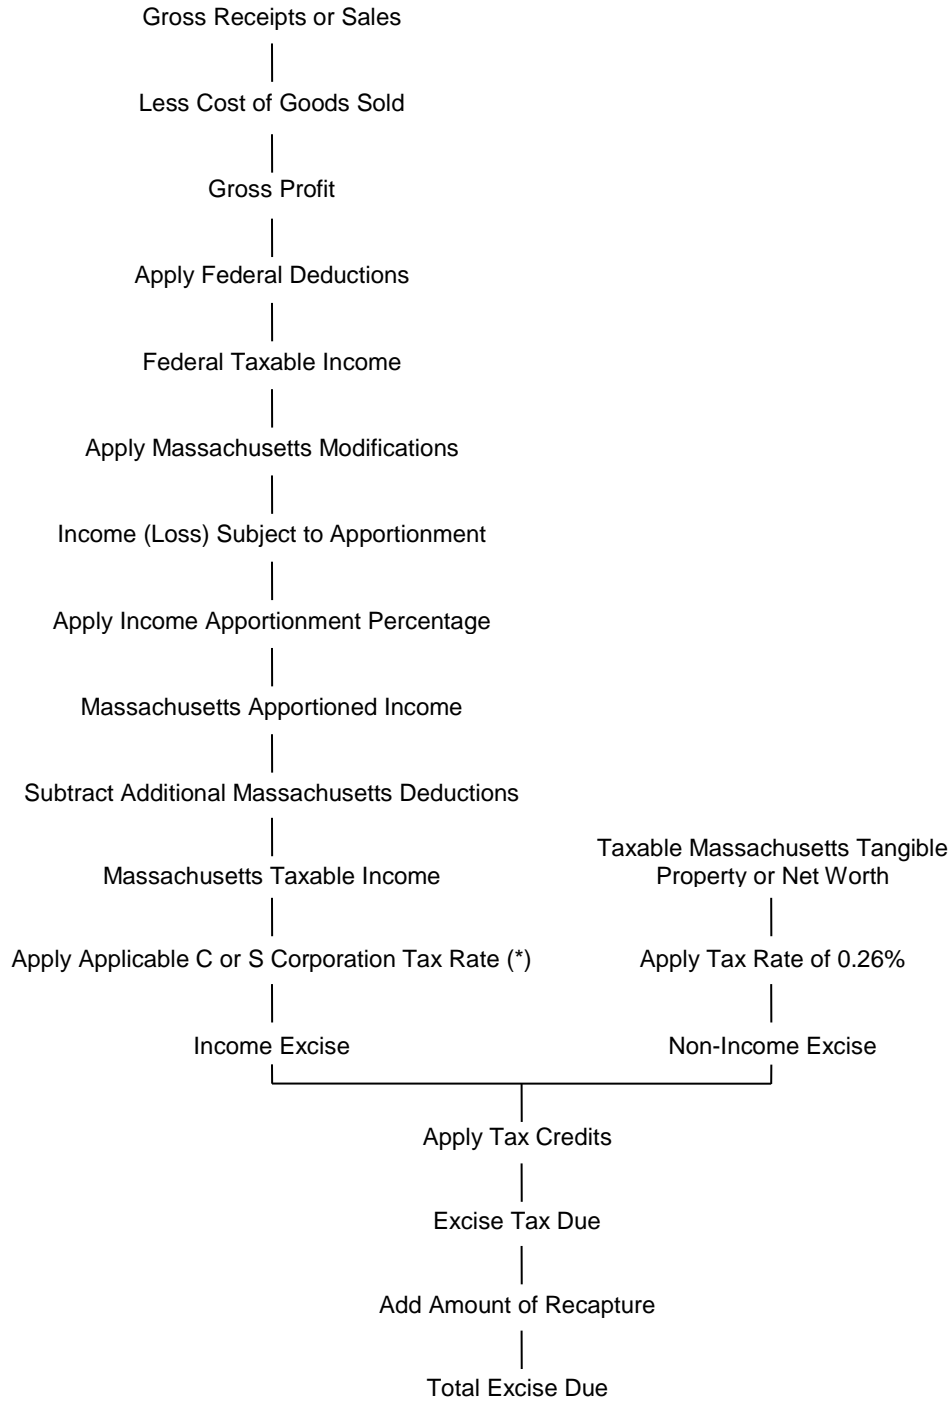 Gross Receipts or Sales
Less Cost of Goods Sold
Gross Profit
Apply Federal Deductions
Federal Taxable Income
Apply Massachusetts Modifications
Income (Loss) Subject to Apportionment
Apply Income Apportionment Percentage
Massachusetts Apportioned Income
Subtract Additional Massachusetts Deductions
Massachusetts Taxable Income
Apply Applicable C or S Corporation Tax Rate (*)
Income Excise
Taxable Massachusetts Tangible
Property or Net Worth
Apply Tax Rate of 0.26%
Non-Income Excise
Apply Tax Credits
Excise Tax Due
Add Amount of Recapture
Total Excise Due